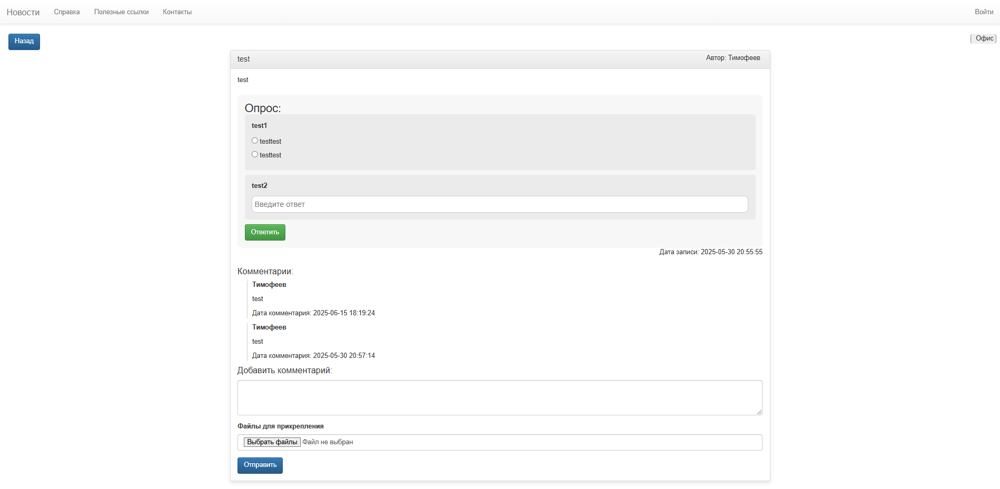 Новости Справка Полезные ссылки Контакты Войти
Назад Офис
test Автор: Тимофеев
test
Опрос:
test1
testtest
testtest
test2
Введите ответ
Ответить
Дата записи: 2025-05-30 20:55:55
Комментарии:
Тимофеев
test
Дата комментария: 2025-06-15 18:19:24
Тимофеев
test
Дата комментария: 2025-05-30 20:57:14
Добавить комментарий:
Файлы для прикрепления
Выбрать файлы Файл не выбран
Отправить